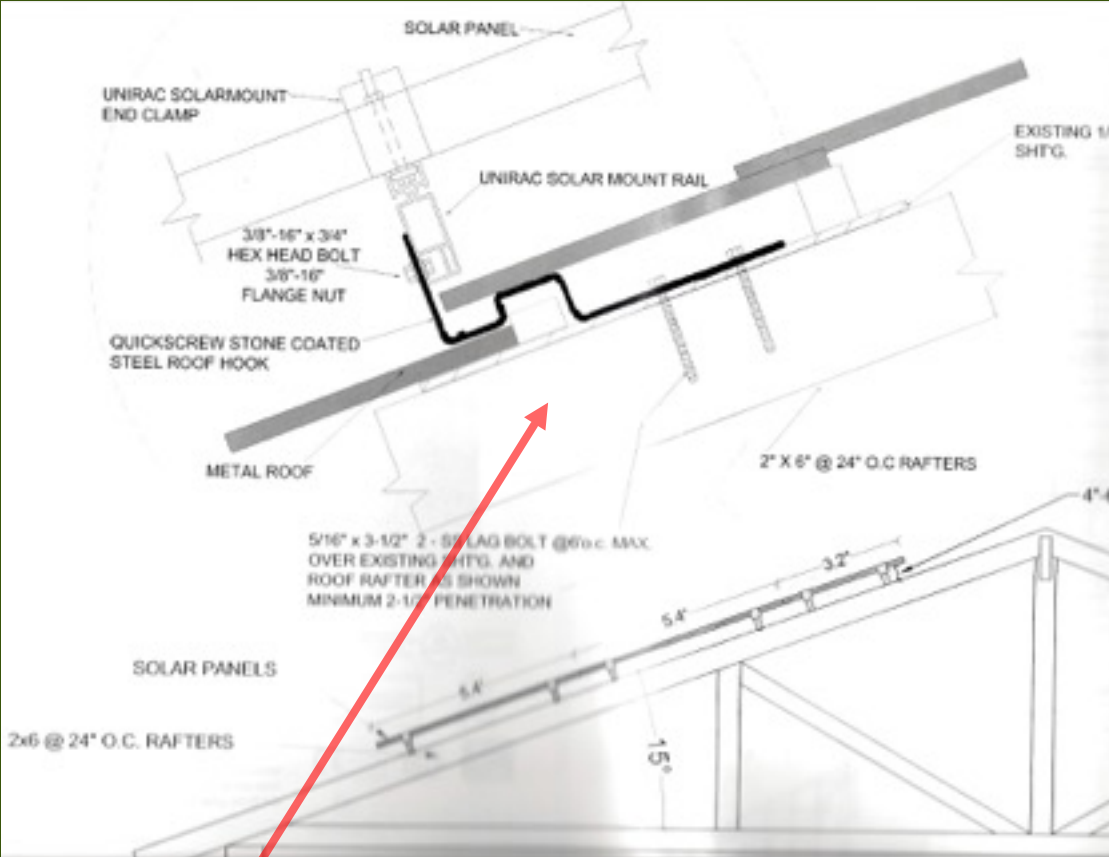 SOLAR PANEL
UNIRAC SOLARMOUNT
END CLAMP
EXISTING
SHT'G.
UNIRAC SOLAR MOUNT RAIL
3/8"-16" x 3/4"
HEX HEAD BOLT
3/8"-16"
FLANGE NUT
QUICKSCREW STONE COATED
STEEL ROOF HOOK
METAL ROOF
2" X 6" @ 24" O.C RAFTERS
5/16" x 3-1/2" 2 - SS LAG BOLT @6'o.c. MAX.
OVER EXISTING SHT'G. AND
ROOF RAFTER AS SHOWN
MINIMUM 2-1/2" PENETRATION
3.2"
5.4'
5.4'
SOLAR PANELS
2x6 @ 24" O.C. RAFTERS
15°